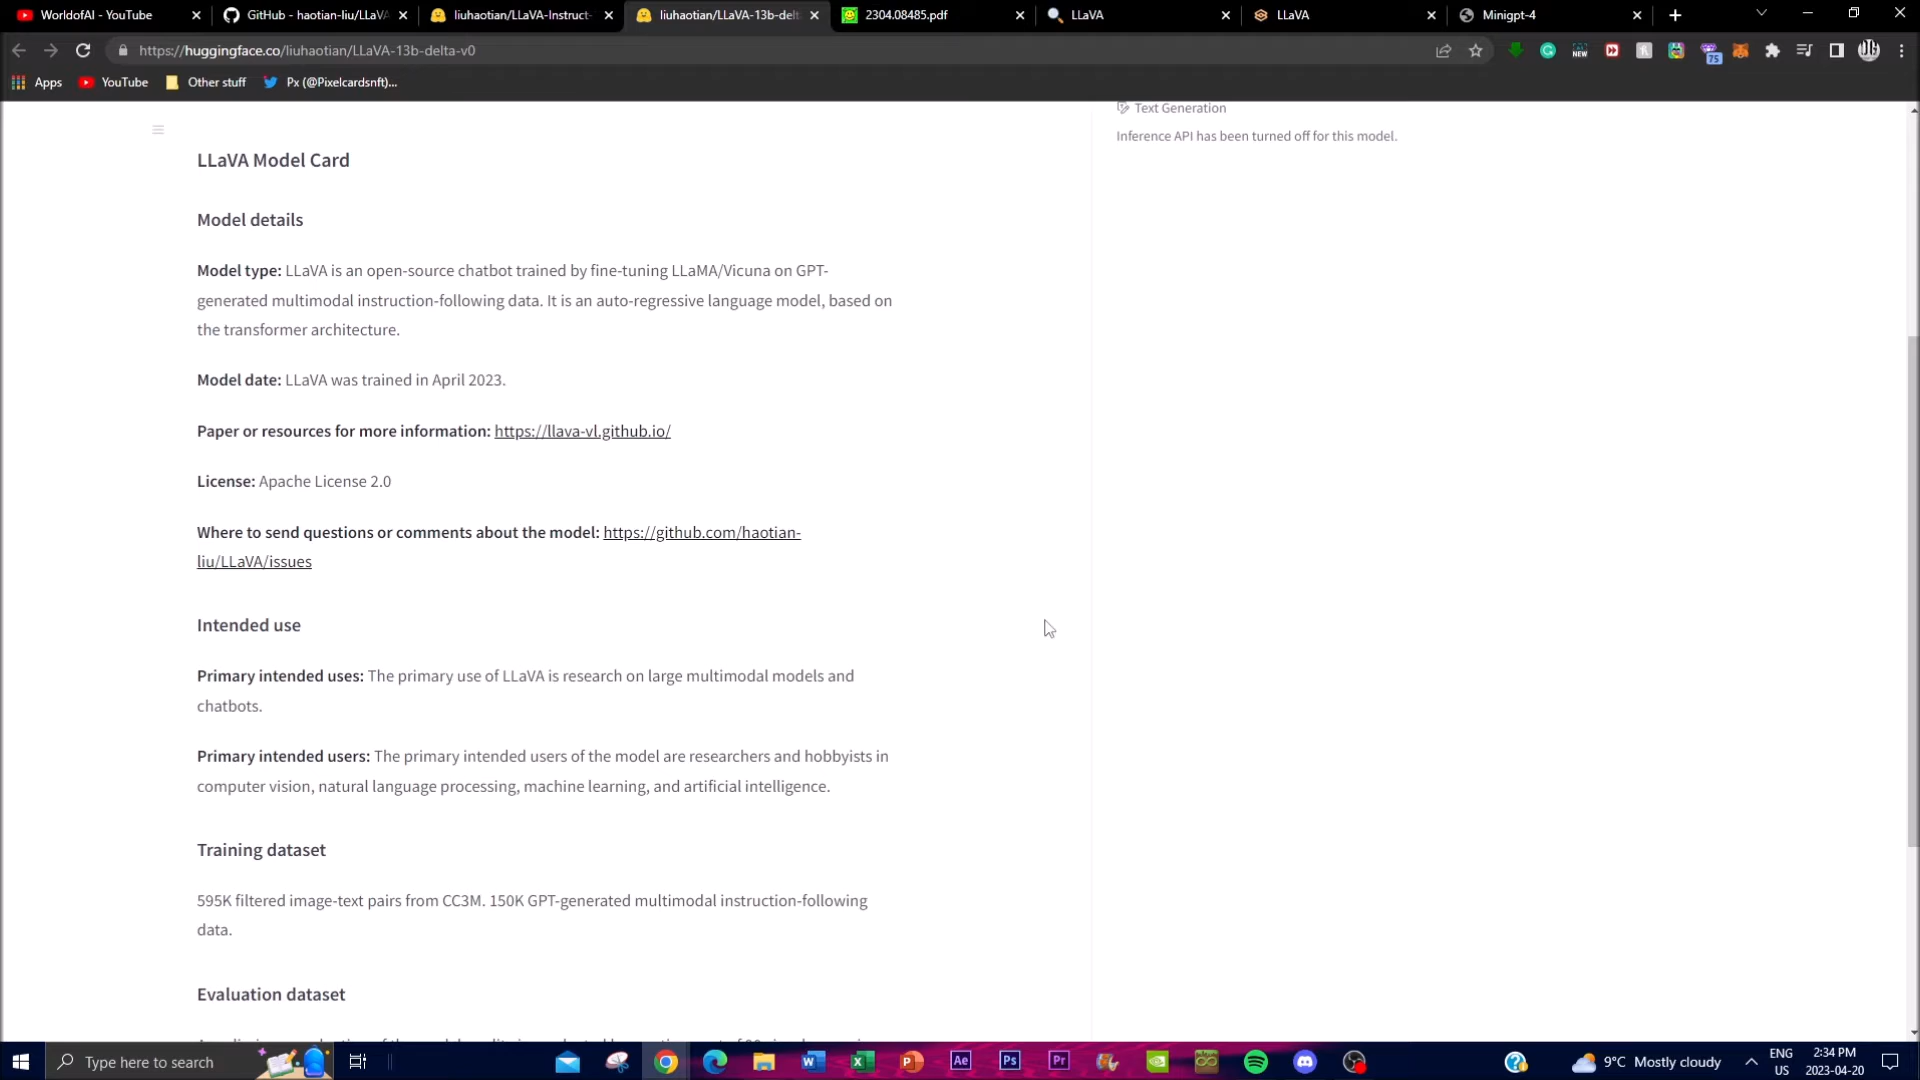 WorldofAI - YouTube
GitHub - haotian-liu/LLaVA
liuhaotian/LLaVA-Instruct-
liuhaotian/LLaVA-13b-delt
2304.08485.pdf
LLaVA
LLaVA
Minigpt-4
https://huggingface.co/liuhaotian/LLaVA-13b-delta-v0
NEW
75
Apps
YouTube
Other stuff
Px (@Pixelcardsnft)...
Text Generation
Inference API has been turned off for this model.
LLaVA Model Card
Model details
Model type: LLaVA is an open-source chatbot trained by fine-tuning LLaMA/Vicuna on GPT-
generated multimodal instruction-following data. It is an auto-regressive language model, based on
the transformer architecture.
Model date: LLaVA was trained in April 2023.
Paper or resources for more information: https://llava-vl.github.io/
License: Apache License 2.0
Where to send questions or comments about the model: https://github.com/haotian-
liu/LLaVA/issues
Intended use
Primary intended uses: The primary use of LLaVA is research on large multimodal models and
chatbots.
Primary intended users: The primary intended users of the model are researchers and hobbyists in
computer vision, natural language processing, machine learning, and artificial intelligence.
Training dataset
595K filtered image-text pairs from CC3M. 150K GPT-generated multimodal instruction-following
data.
Evaluation dataset
Type here to search
Ae
Ps
Pr
9°C Mostly cloudy
ENG
US
2:34 PM
2023-04-20